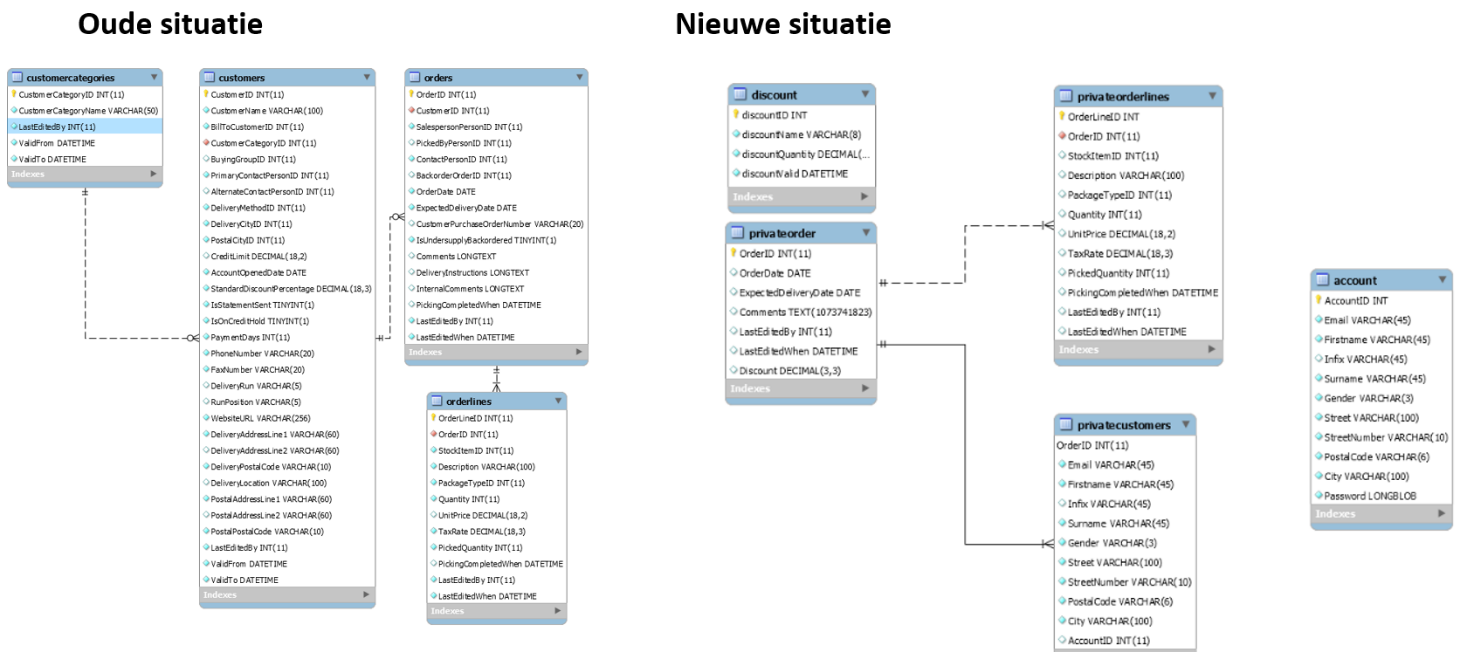 Oude situatie
Nieuwe situatie
customercategories
CustomerCategoryID INT(11)
CustomerCategoryName VARCHAR(50)
LastEditedBy INT(11)
ValidFrom DATETIME
ValidTo DATETIME
Indexes
customers
CustomerID INT(11)
CustomerName VARCHAR(100)
BillToCustomerID INT(11)
CustomerCategoryID INT(11)
BuyingGroupID INT(11)
PrimaryContactPersonID INT(11)
AlternateContactPersonID INT(11)
DeliveryMethodID INT(11)
DeliveryCityID INT(11)
PostalCityID INT(11)
CreditLimit DECIMAL(18,2)
AccountOpenedDate DATE
StandardDiscountPercentage DECIMAL(18,3)
IsStatementSent TINYINT(1)
IsOnCreditHold TINYINT(1)
PaymentDays INT(11)
PhoneNumber VARCHAR(20)
FaxNumber VARCHAR(20)
DeliveryRun VARCHAR(5)
RunPosition VARCHAR(5)
WebsiteURL VARCHAR(256)
DeliveryAddressLine1 VARCHAR(60)
DeliveryAddressLine2 VARCHAR(60)
DeliveryPostalCode VARCHAR(10)
DeliveryLocation VARCHAR(100)
PostalAddressLine1 VARCHAR(60)
PostalAddressLine2 VARCHAR(60)
PostalPostalCode VARCHAR(10)
LastEditedBy INT(11)
ValidFrom DATETIME
ValidTo DATETIME
Indexes
orders
OrderID INT(11)
CustomerID INT(11)
SalespersonPersonID INT(11)
PickedByPersonID INT(11)
ContactPersonID INT(11)
BackorderOrderID INT(11)
OrderDate DATE
ExpectedDeliveryDate DATE
CustomerPurchaseOrderNumber VARCHAR(20)
IsUndersupplyBackordered TINYINT(1)
Comments LONGTEXT
DeliveryInstructions LONGTEXT
InternalComments LONGTEXT
PickingCompletedWhen DATETIME
LastEditedBy INT(11)
LastEditedWhen DATETIME
Indexes
orderlines
OrderLineID INT(11)
OrderID INT(11)
StockItemID INT(11)
Description VARCHAR(100)
PackageTypeID INT(11)
Quantity INT(11)
UnitPrice DECIMAL(18,2)
TaxRate DECIMAL(18,3)
PickedQuantity INT(11)
PickingCompletedWhen DATETIME
LastEditedBy INT(11)
LastEditedWhen DATETIME
Indexes
discount
discountID INT
discountName VARCHAR(8)
discountQuantity DECIMAL(...
discountValid DATETIME
Indexes
privateorder
OrderID INT(11)
OrderDate DATE
ExpectedDeliveryDate DATE
Comments TEXT(1073741823)
LastEditedBy INT(11)
LastEditedWhen DATETIME
Discount DECIMAL(3,3)
Indexes
privateorderlines
OrderLineID INT
OrderID INT(11)
StockItemID INT(11)
Description VARCHAR(100)
PackageTypeID INT(11)
Quantity INT(11)
UnitPrice DECIMAL(18,2)
TaxRate DECIMAL(18,3)
PickedQuantity INT(11)
PickingCompletedWhen DATETIME
LastEditedBy INT(11)
LastEditedWhen DATETIME
Indexes
privatecustomers
OrderID INT(11)
Email VARCHAR(45)
Firstname VARCHAR(45)
Infix VARCHAR(45)
Surname VARCHAR(45)
Gender VARCHAR(3)
Street VARCHAR(100)
StreetNumber VARCHAR(10)
PostalCode VARCHAR(6)
City VARCHAR(100)
AccountID INT(11)
account
AccountID INT
Email VARCHAR(45)
Firstname VARCHAR(45)
Infix VARCHAR(45)
Surname VARCHAR(45)
Gender VARCHAR(3)
Street VARCHAR(100)
StreetNumber VARCHAR(10)
PostalCode VARCHAR(6)
City VARCHAR(100)
Password LONGBLOB
Indexes